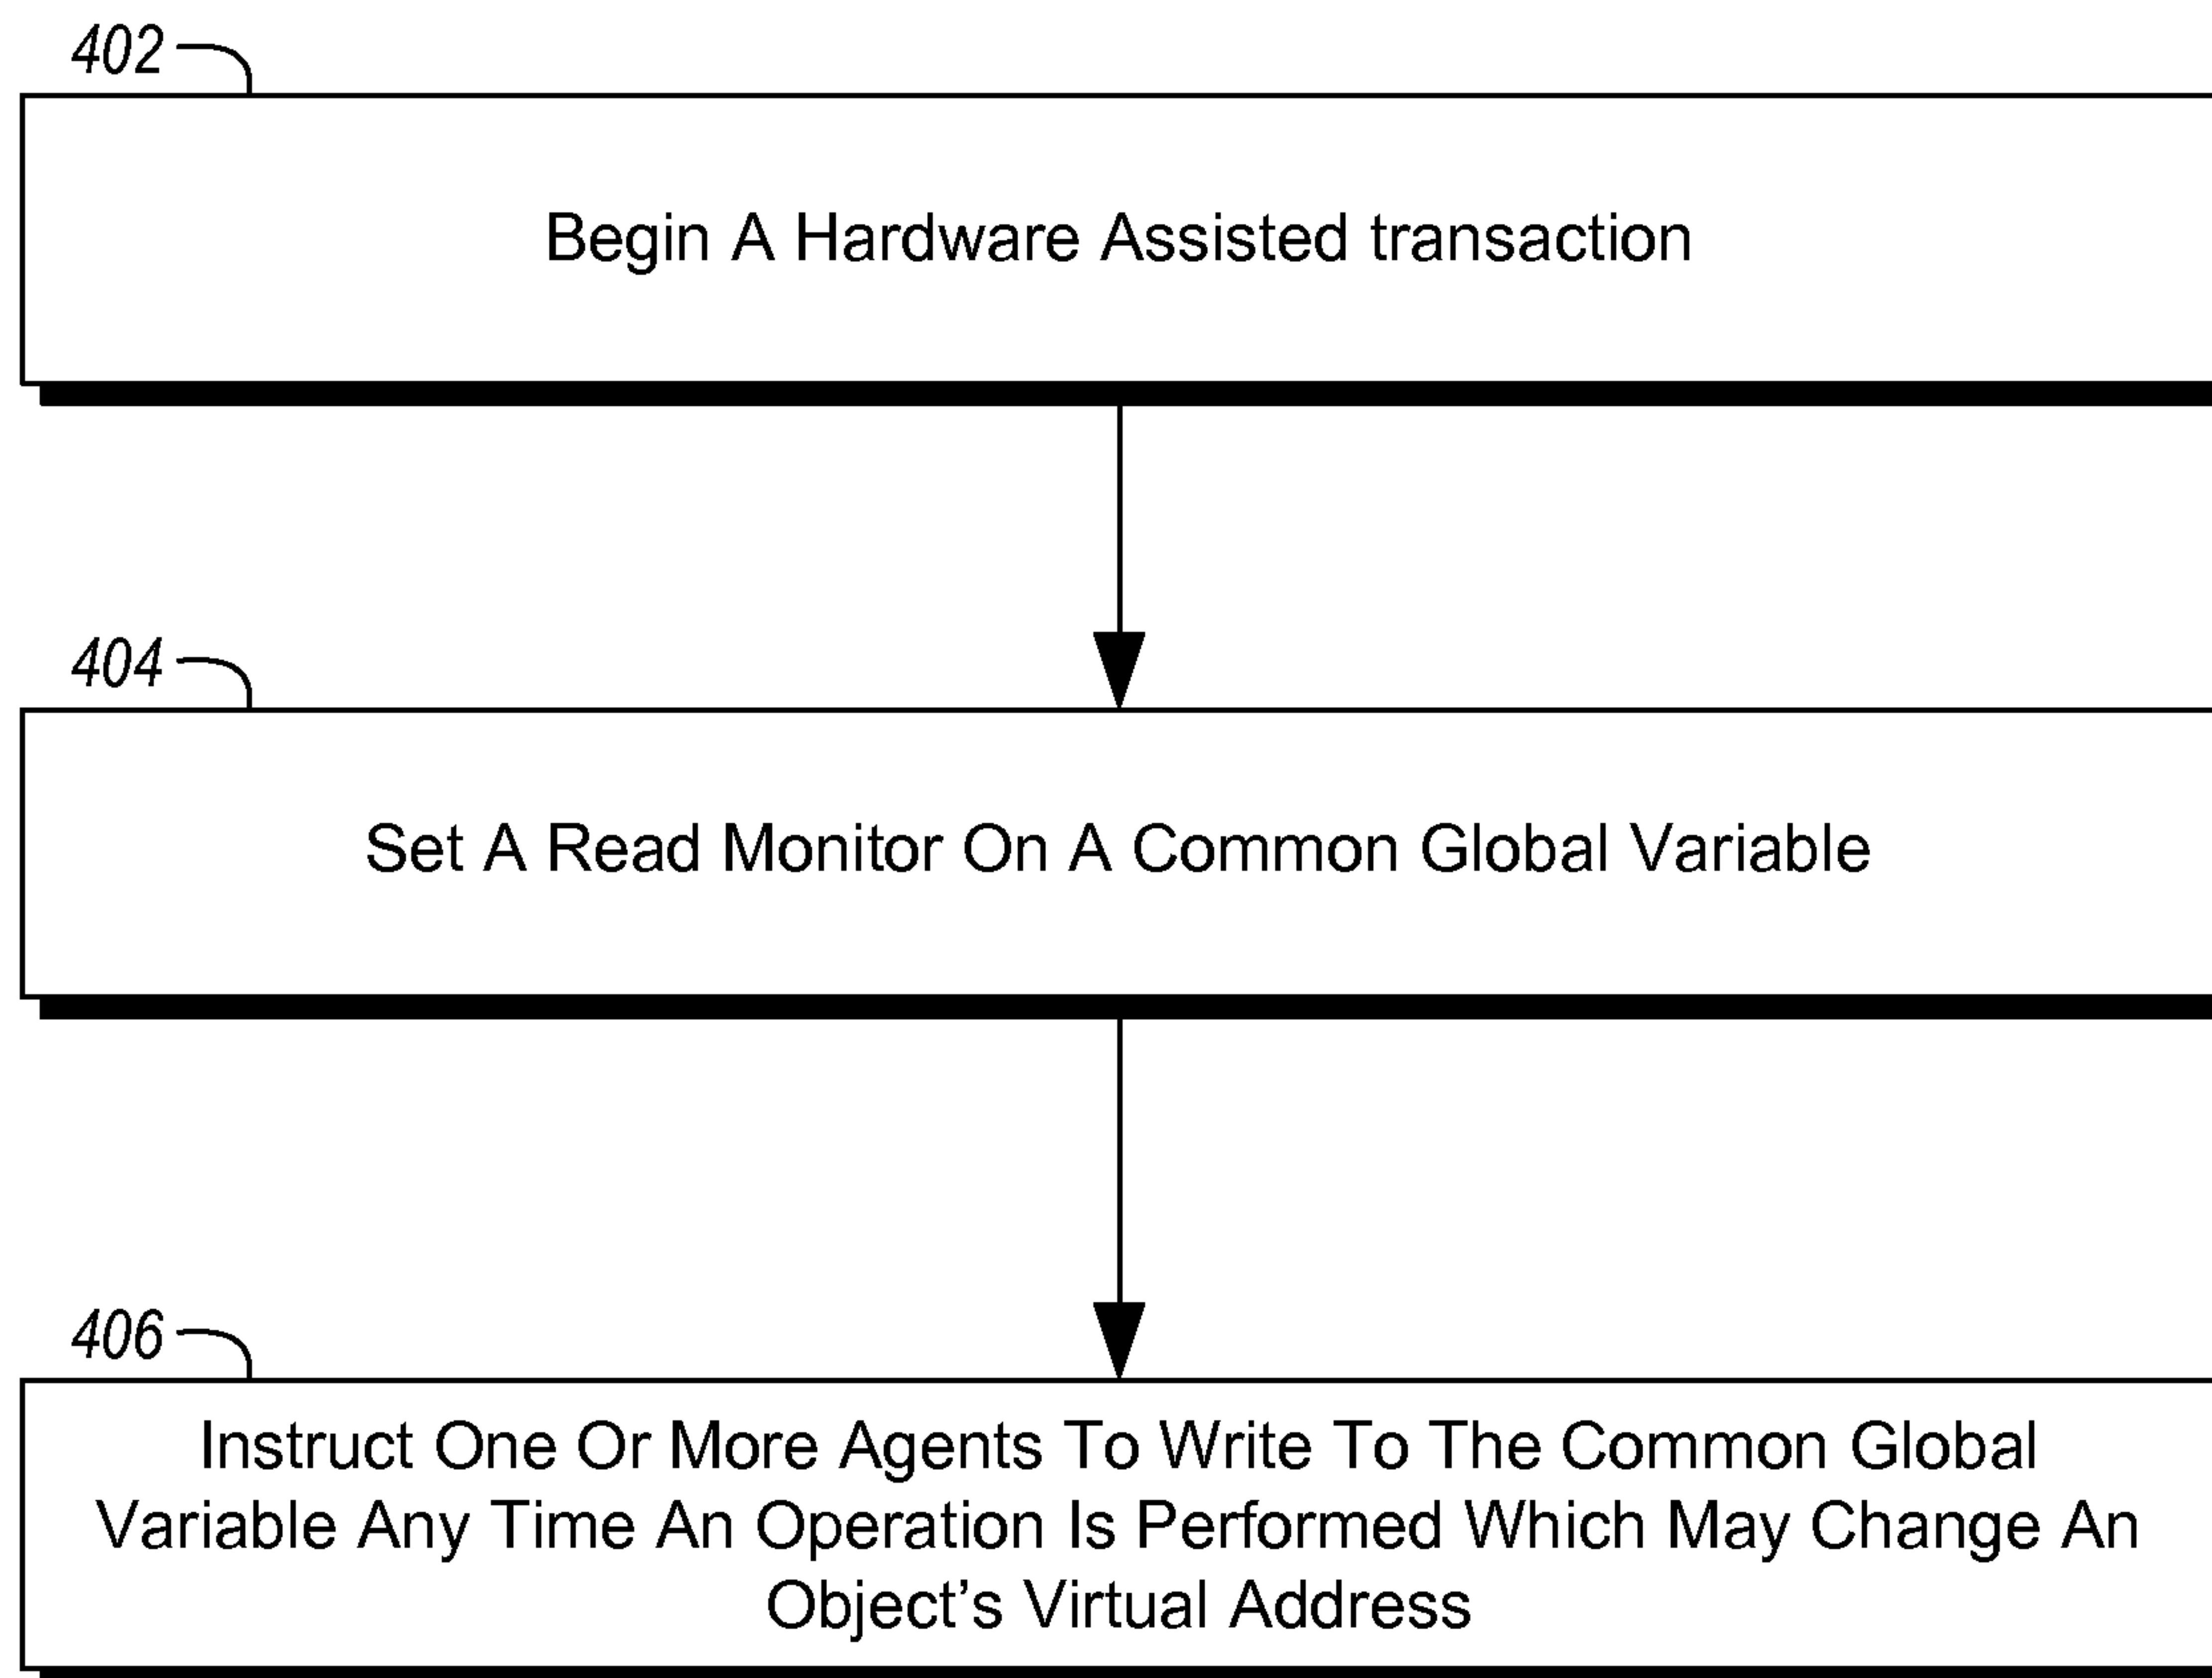 402
Begin A Hardware Assisted transaction
404
Set A Read Monitor On A Common Global Variable
406
Instruct One Or More Agents To Write To The Common Global
Variable Any Time An Operation Is Performed Which May Change An
Object’s Virtual Address